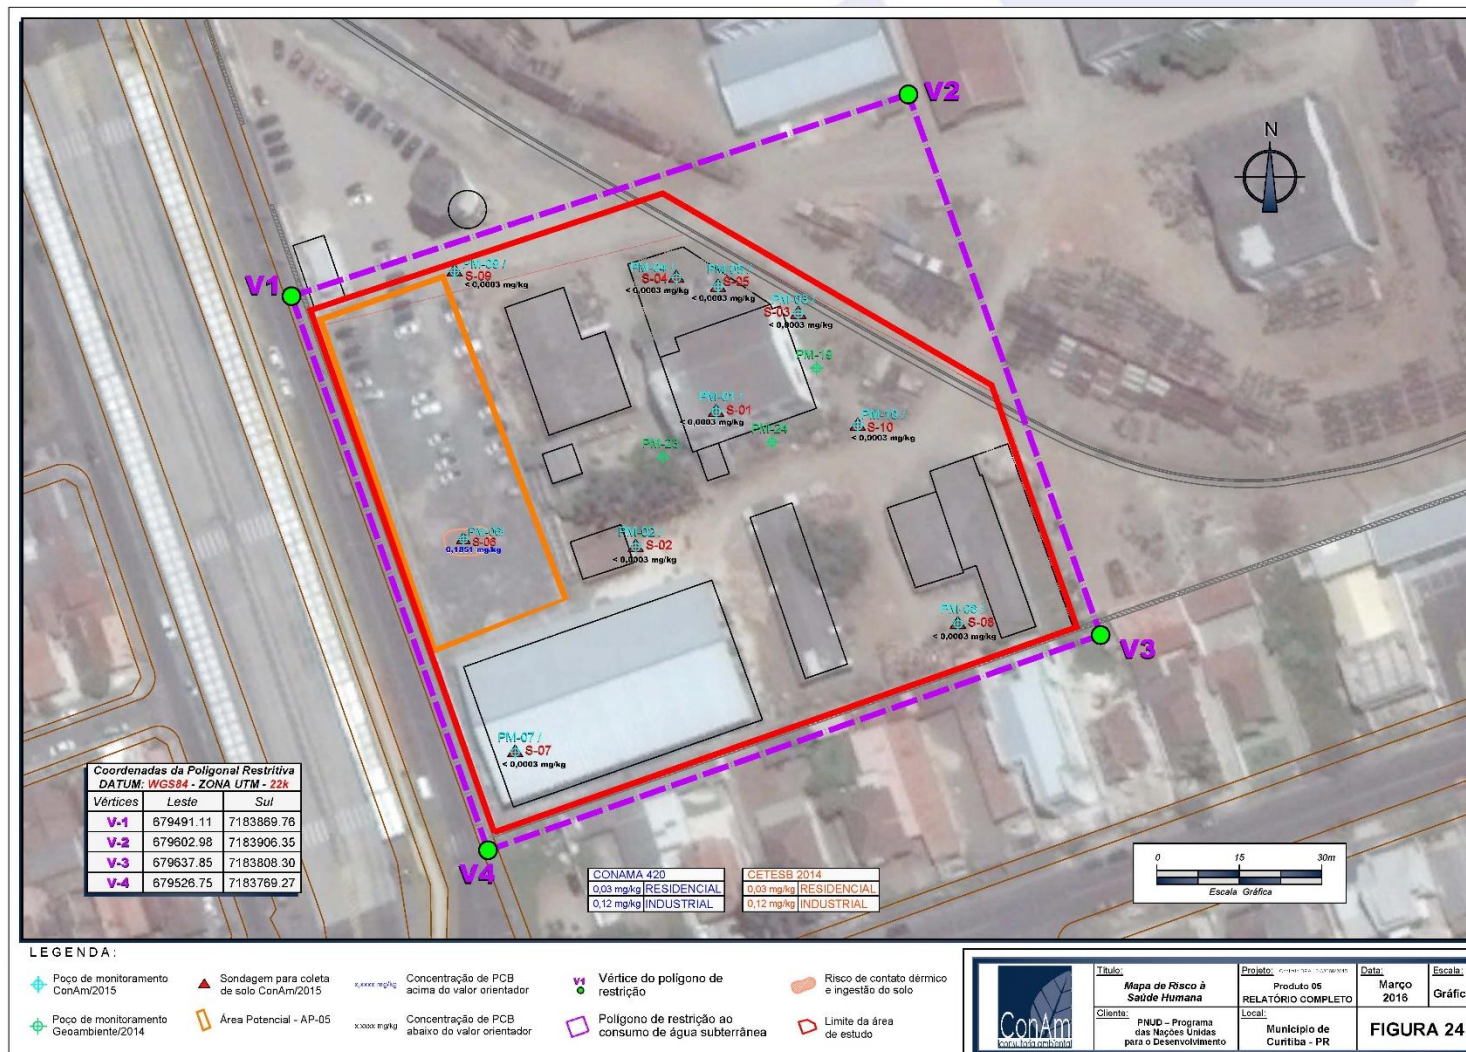 V2
N
V1
PM-09 /
S-09
< 0,0003 mg/kg
PM-04 /
S-04
< 0,0003 mg/kg
PM-05 /
S-05
< 0,0003 mg/kg
PM-03 /
S-03
< 0,0003 mg/kg
PM-19
PM-01 /
S-01
< 0,0003 mg/kg
PM-10 /
S-10
< 0,0003 mg/kg
PM-24
PM-23
PM-06/
S-06
0,1851 mg/kg
PM-02 /
S-02
< 0,0003 mg/kg
PM-08 /
S-08
< 0,0003 mg/kg
V3
PM-07 /
S-07
< 0,0003 mg/kg
V4
Coordenadas da Poligonal Restritiva
DATUM: WGS84 - ZONA UTM - 22k
Vértices Leste Sul
V-1 679491.11 7183869.76
V-2 679602.98 7183906.35
V-3 679637.85 7183808.30
V-4 679526.75 7183769.27
CONAMA 420
0,03 mg/kg RESIDENCIAL
0,12 mg/kg INDUSTRIAL
CETESB 2014
0,03 mg/kg RESIDENCIAL
0,12 mg/kg INDUSTRIAL
0 15 30m
Escala Gráfica
LEGENDA:
Poço de monitoramento
ConAm/2015
Poço de monitoramento
Geoambiente/2014
Sondagem para coleta
de solo ConAm/2015
Área Potencial - AP-05
x,xxxx mg/kg
Concentração de PCB
acima do valor orientador
x,xxxx mg/kg
Concentração de PCB
abaixo do valor orientador
V1
Vértice do polígono de
restrição
Polígono de restrição ao
consumo de água subterrânea
Risco de contato dérmico
e ingestão do solo
Limite da área
de estudo
ConAm
consultoria ambiental
Título:
Mapa de Risco à
Saúde Humana
Cliente:
PNUD – Programa
das Nações Unidas
para o Desenvolvimento
Projeto:
Produto 05
RELATÓRIO COMPLETO
Local:
Município de
Curitiba - PR
Data:
Março
2016
Escala:
Gráfic
FIGURA 24